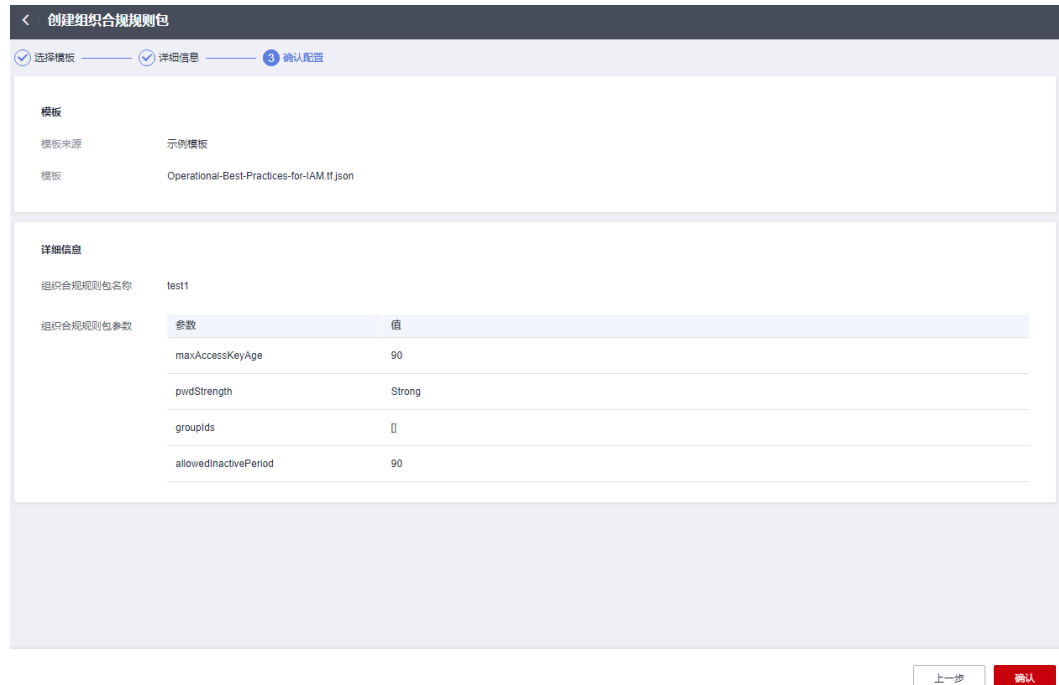 创建组织合规规则包
选择模板 详细信息 3 确认配置
模板
模板来源 示例模板
模板 Operational-Best-Practices-for-IAM.tf.json
详细信息
组织合规规则包名称 test1
组织合规规则包参数 参数 值
maxAccessKeyAge 90
pwdStrength Strong
groupIds []
allowedInactivePeriod 90
上一步 确认